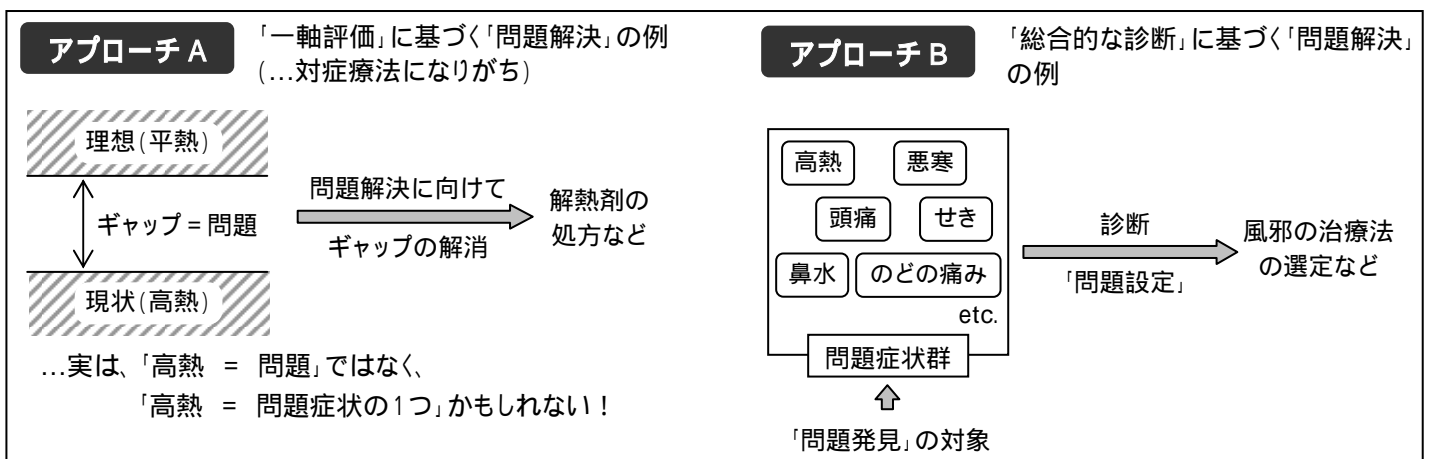 アプローチA
「一軸評価」に基づく「問題解決」の例
(…対症療法になりがち)
理想(平熱)
ギャップ = 問題
現状(高熱)
問題解決に向けて
ギャップの解消
解熱剤の
処方など
…実は、「高熱 = 問題」ではなく、
「高熱 = 問題症状の1つ」かもしれない!
アプローチB
「総合的な診断」に基づく「問題解決」
の例
高熱
悪寒
頭痛
せき
鼻水
のどの痛み
etc.
問題症状群
「問題発見」の対象
診断
「問題設定」
風邪の治療法
の選定など